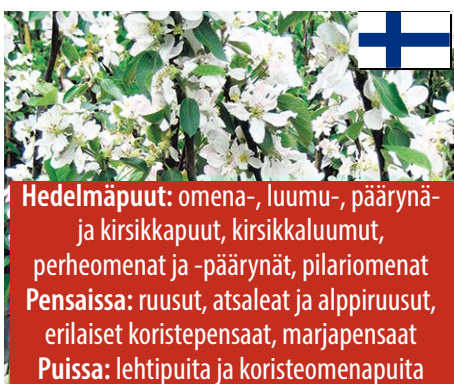 Hedelmäpuut: omena-, luumu-, päärynä-
ja kirsikkapuut, kirsikkaluumut,
perheomenat ja -päärynät, pilariomenat
Pensaissa: ruusut, atsaleat ja alppiruusut,
erilaiset koristepensaat, marjapensaat
Puissa: lehtipuita ja koristeomenapuita